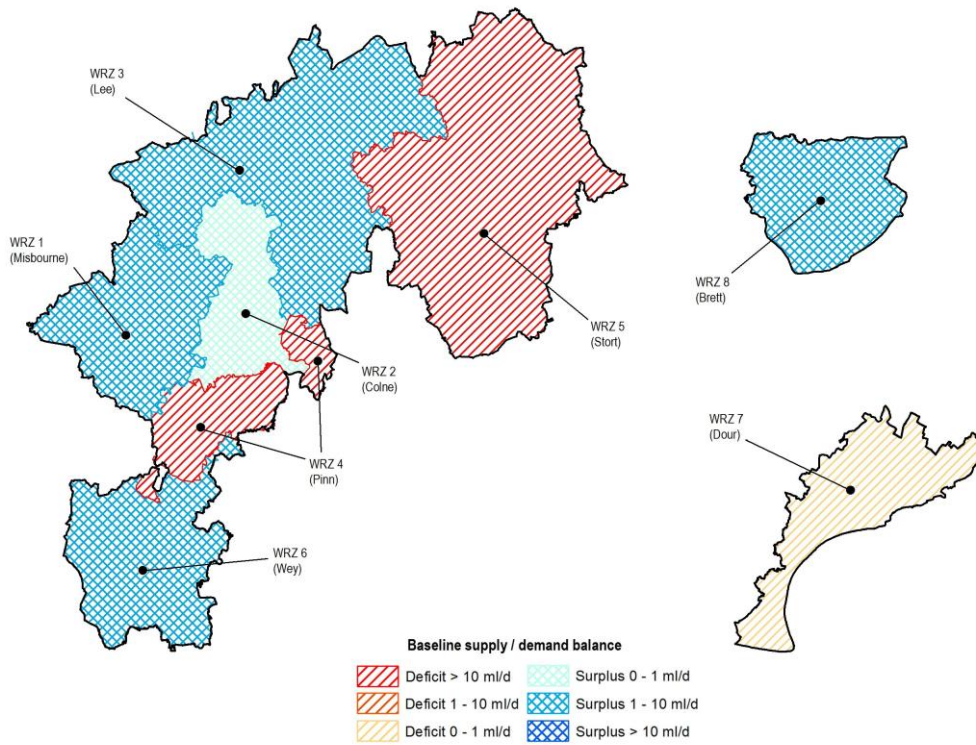 WRZ 3
(Lee)
WRZ 1
(Misbourne)
WRZ 8
(Brett)
WRZ 5
(Stort)
WRZ 2
(Colne)
WRZ 7
(Dour)
WRZ 4
(Pinn)
WRZ 6
(Wey)
Baseline supply / demand balance
Deficit > 10 ml/d
Surplus 0 - 1 ml/d
Deficit 1 - 10 ml/d
Surplus 1 - 10 ml/d
Deficit 0 - 1 ml/d
Surplus > 10 ml/d